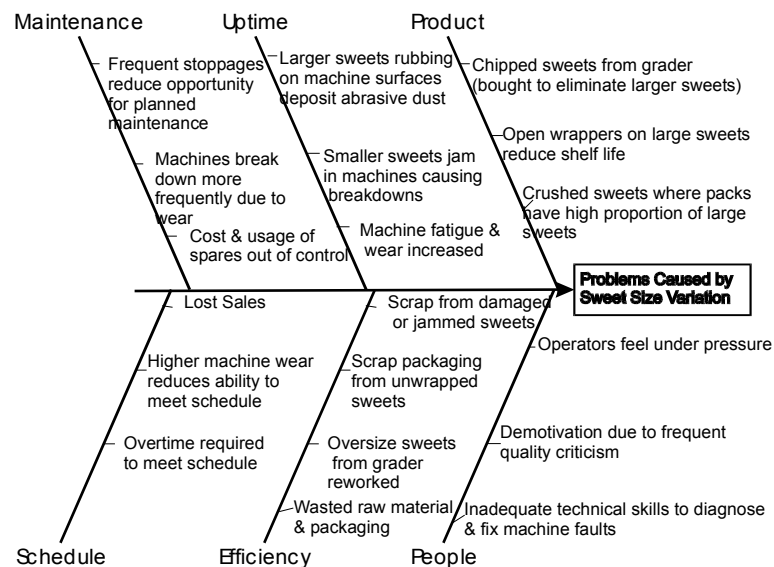 Maintenance
Uptime
Product
Frequent stoppages
reduce opportunity
for planned
maintenance
Machines break
down more
frequently due to
wear
Cost & usage of
spares out of control
Larger sweets rubbing
on machine surfaces
deposit abrasive dust
Smaller sweets jam
in machines causing
breakdowns
Machine fatigue &
wear increased
Chipped sweets from grader
(bought to eliminate larger sweets)
Open wrappers on large sweets
reduce shelf life
Crushed sweets where packs
have high proportion of large
sweets
Problems Caused by
Sweet Size Variation
Lost Sales
Higher machine wear
reduces ability to
meet schedule
Overtime required
to meet schedule
Scrap from damaged
or jammed sweets
Scrap packaging
from unwrapped
sweets
Oversize sweets
from grader
reworked
Wasted raw material
& packaging
Operators feel under pressure
Demotivation due to frequent
quality criticism
Inadequate technical skills to diagnose
& fix machine faults
Schedule
Efficiency
People